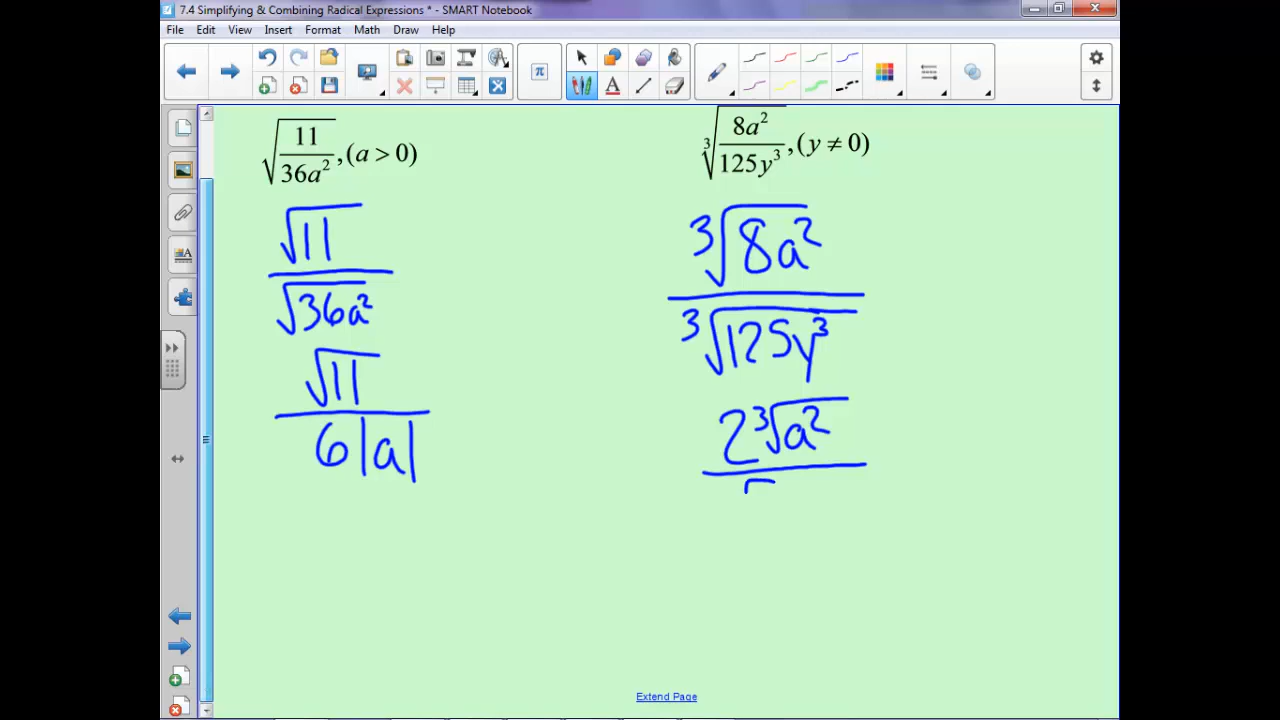 7.4 Simplifying & Combining Radical Expressions * - SMART Notebook
File Edit View Insert Format Math Draw Help
√(11/(36a²)), (a > 0)
∛(8a²/(125y³)), (y ≠ 0)
√11
√36a²
√11
6|a|
∛8a²
∛125y³
2∛a²
Extend Page